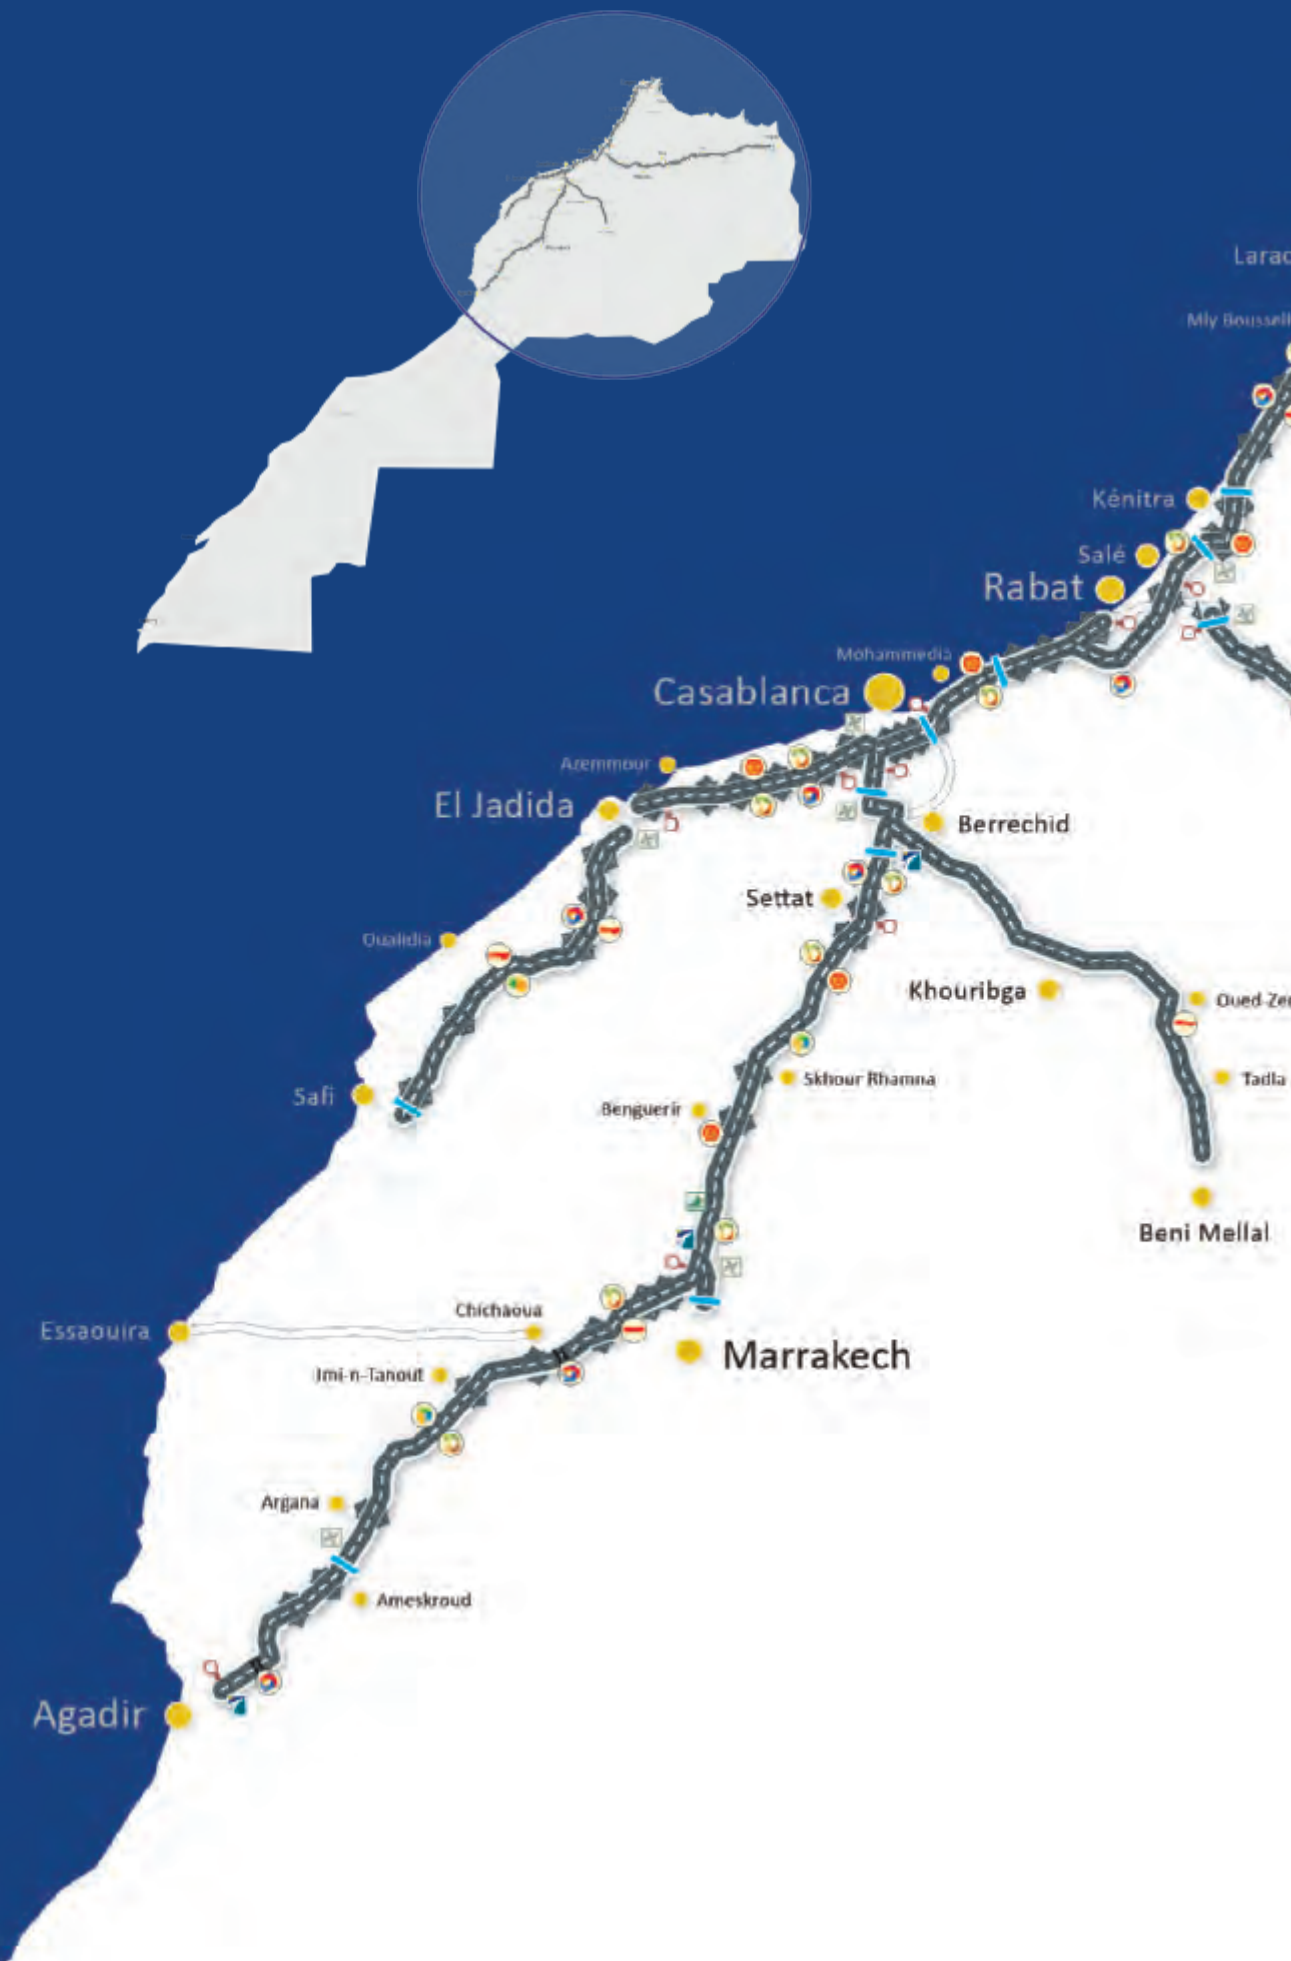 Larac
Mly Boussell
Kénitra
Salé
Rabat
Mohammedia
Casablanca
Azemmour
El Jadida
Berrechid
Settat
Oualidia
Khouribga
Oued-Ze
Skhour Rhamna
Tadla
Safi
Benguerir
Beni Mellal
Chichaoua
Essaouira
Marrakech
Imi-n-Tanout
Argana
Ameskroud
Agadir